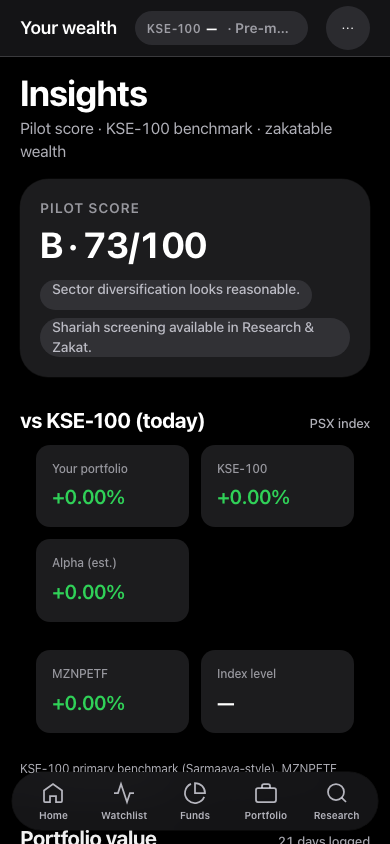 Your wealth
KSE-100 — · Pre-m...
...
Insights
Pilot score · KSE-100 benchmark · zakatable
wealth
PILOT SCORE
B · 73/100
Sector diversification looks reasonable.
Shariah screening available in Research &
Zakat.
vs KSE-100 (today)
PSX index
Your portfolio
+0.00%
KSE-100
+0.00%
Alpha (est.)
+0.00%
MZNPETF
+0.00%
Index level
—
KSE-100 primary benchmark (Sarmaaya-style). MZNPETF
Home
Watchlist
Funds
Portfolio
Research
Portfolio value
21 days logged